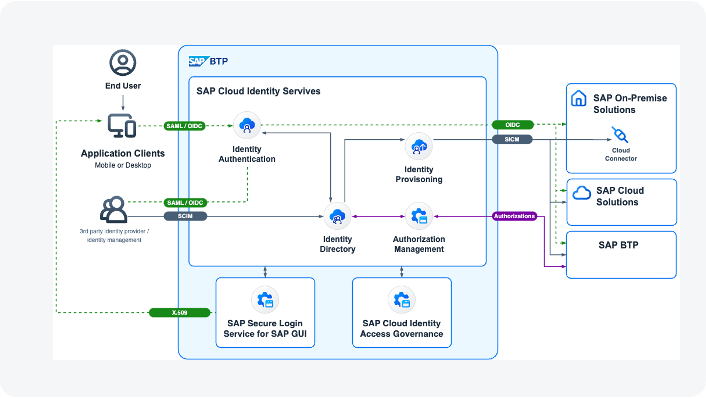 SAP BTP
End User
SAP Cloud Identity Servives
SAML / OIDC
OIDC
Application Clients
Mobile or Desktop
Identity
Authentication
Identity
Provisoning
SICM
SAP On-Premise
Solutions
Cloud
Connector
SAML / OIDC
SCIM
3rd party identity provider /
Identity management
Identity
Directory
Authorization
Management
Authorizations
SAP Cloud
Solutions
SAP BTP
X.509
SAP Secure Login
Service for SAP GUI
SAP Cloud Identity
Access Governance